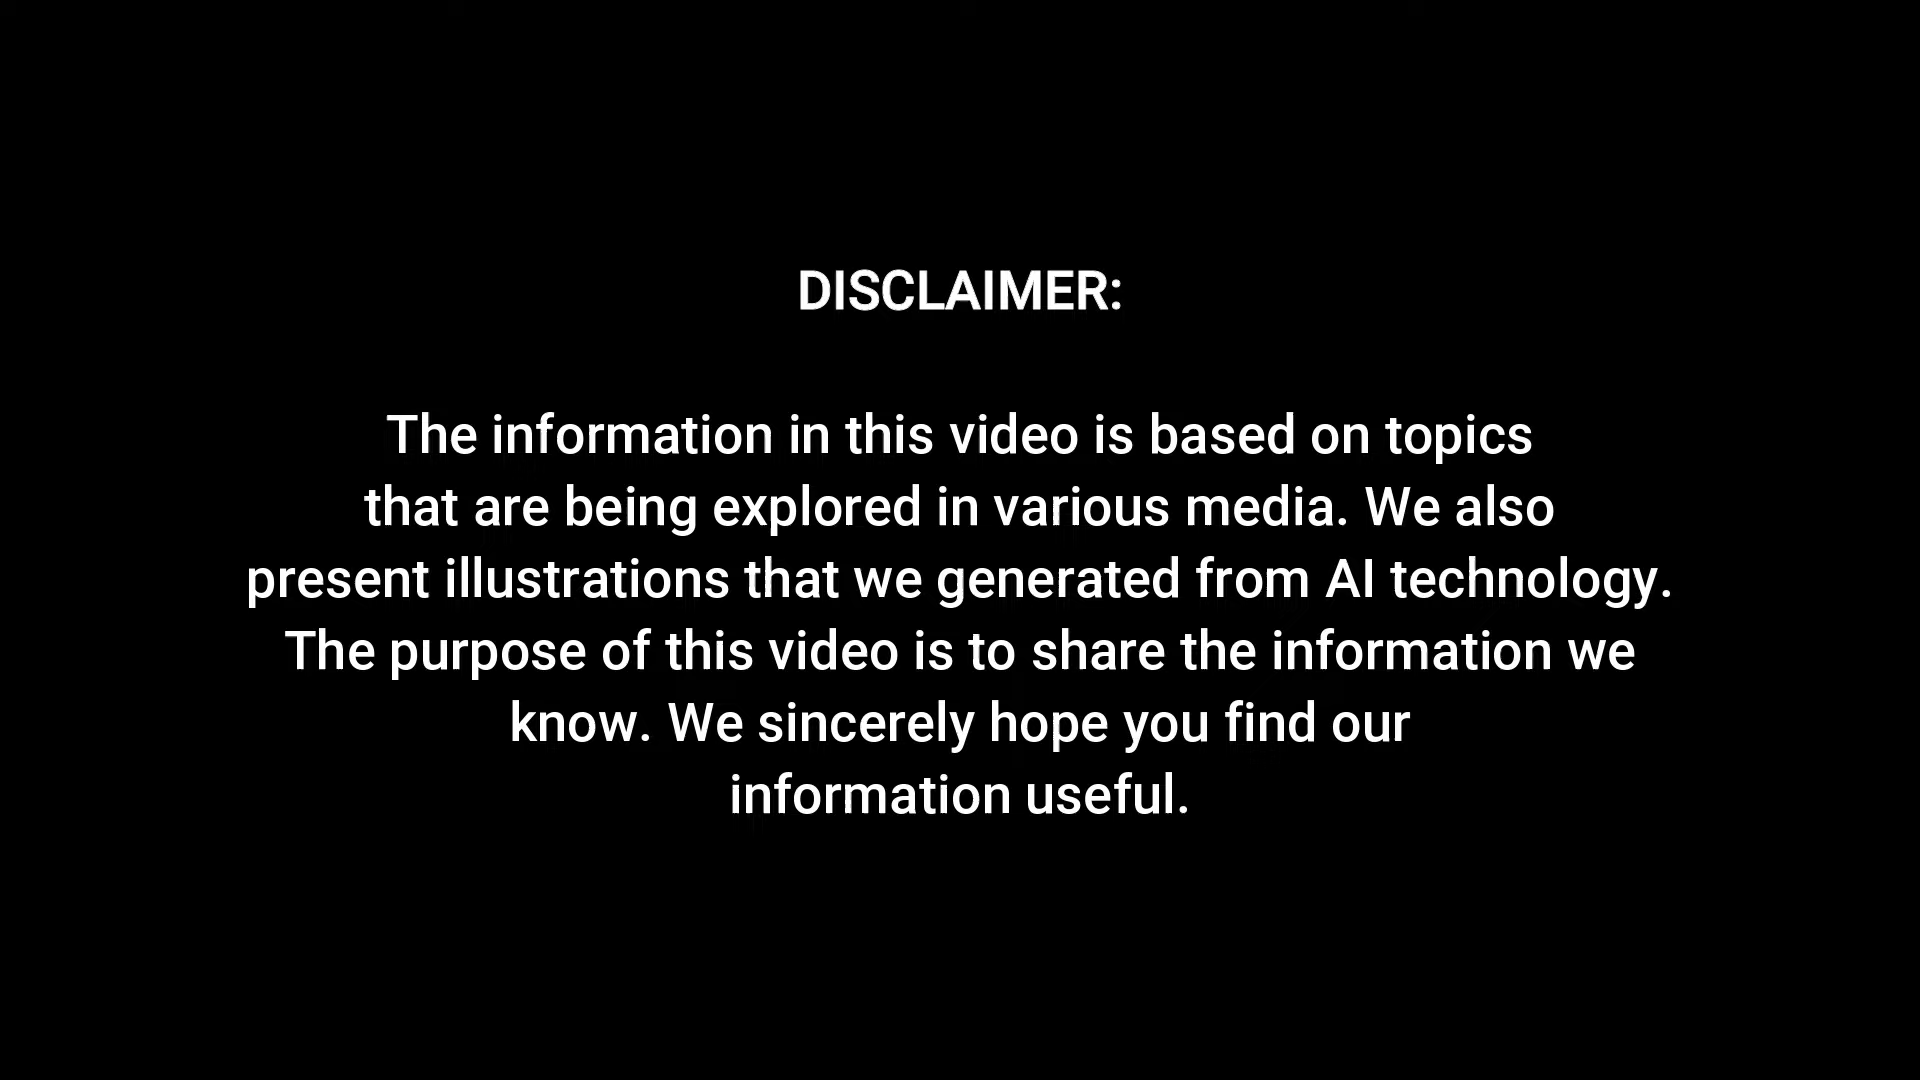 DISCLAIMER:
The information in this video is based on topics
that are being explored in various media. We also
present illustrations that we generated from AI technology.
The purpose of this video is to share the information we
know. We sincerely hope you find our
information useful.